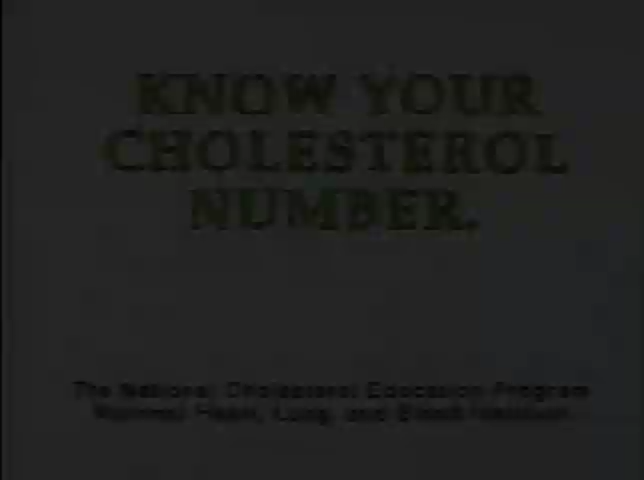 KNOW YOUR
CHOLESTEROL
NUMBER.
The National Cholesterol Education Program
National Heart, Lung, and Blood Institute